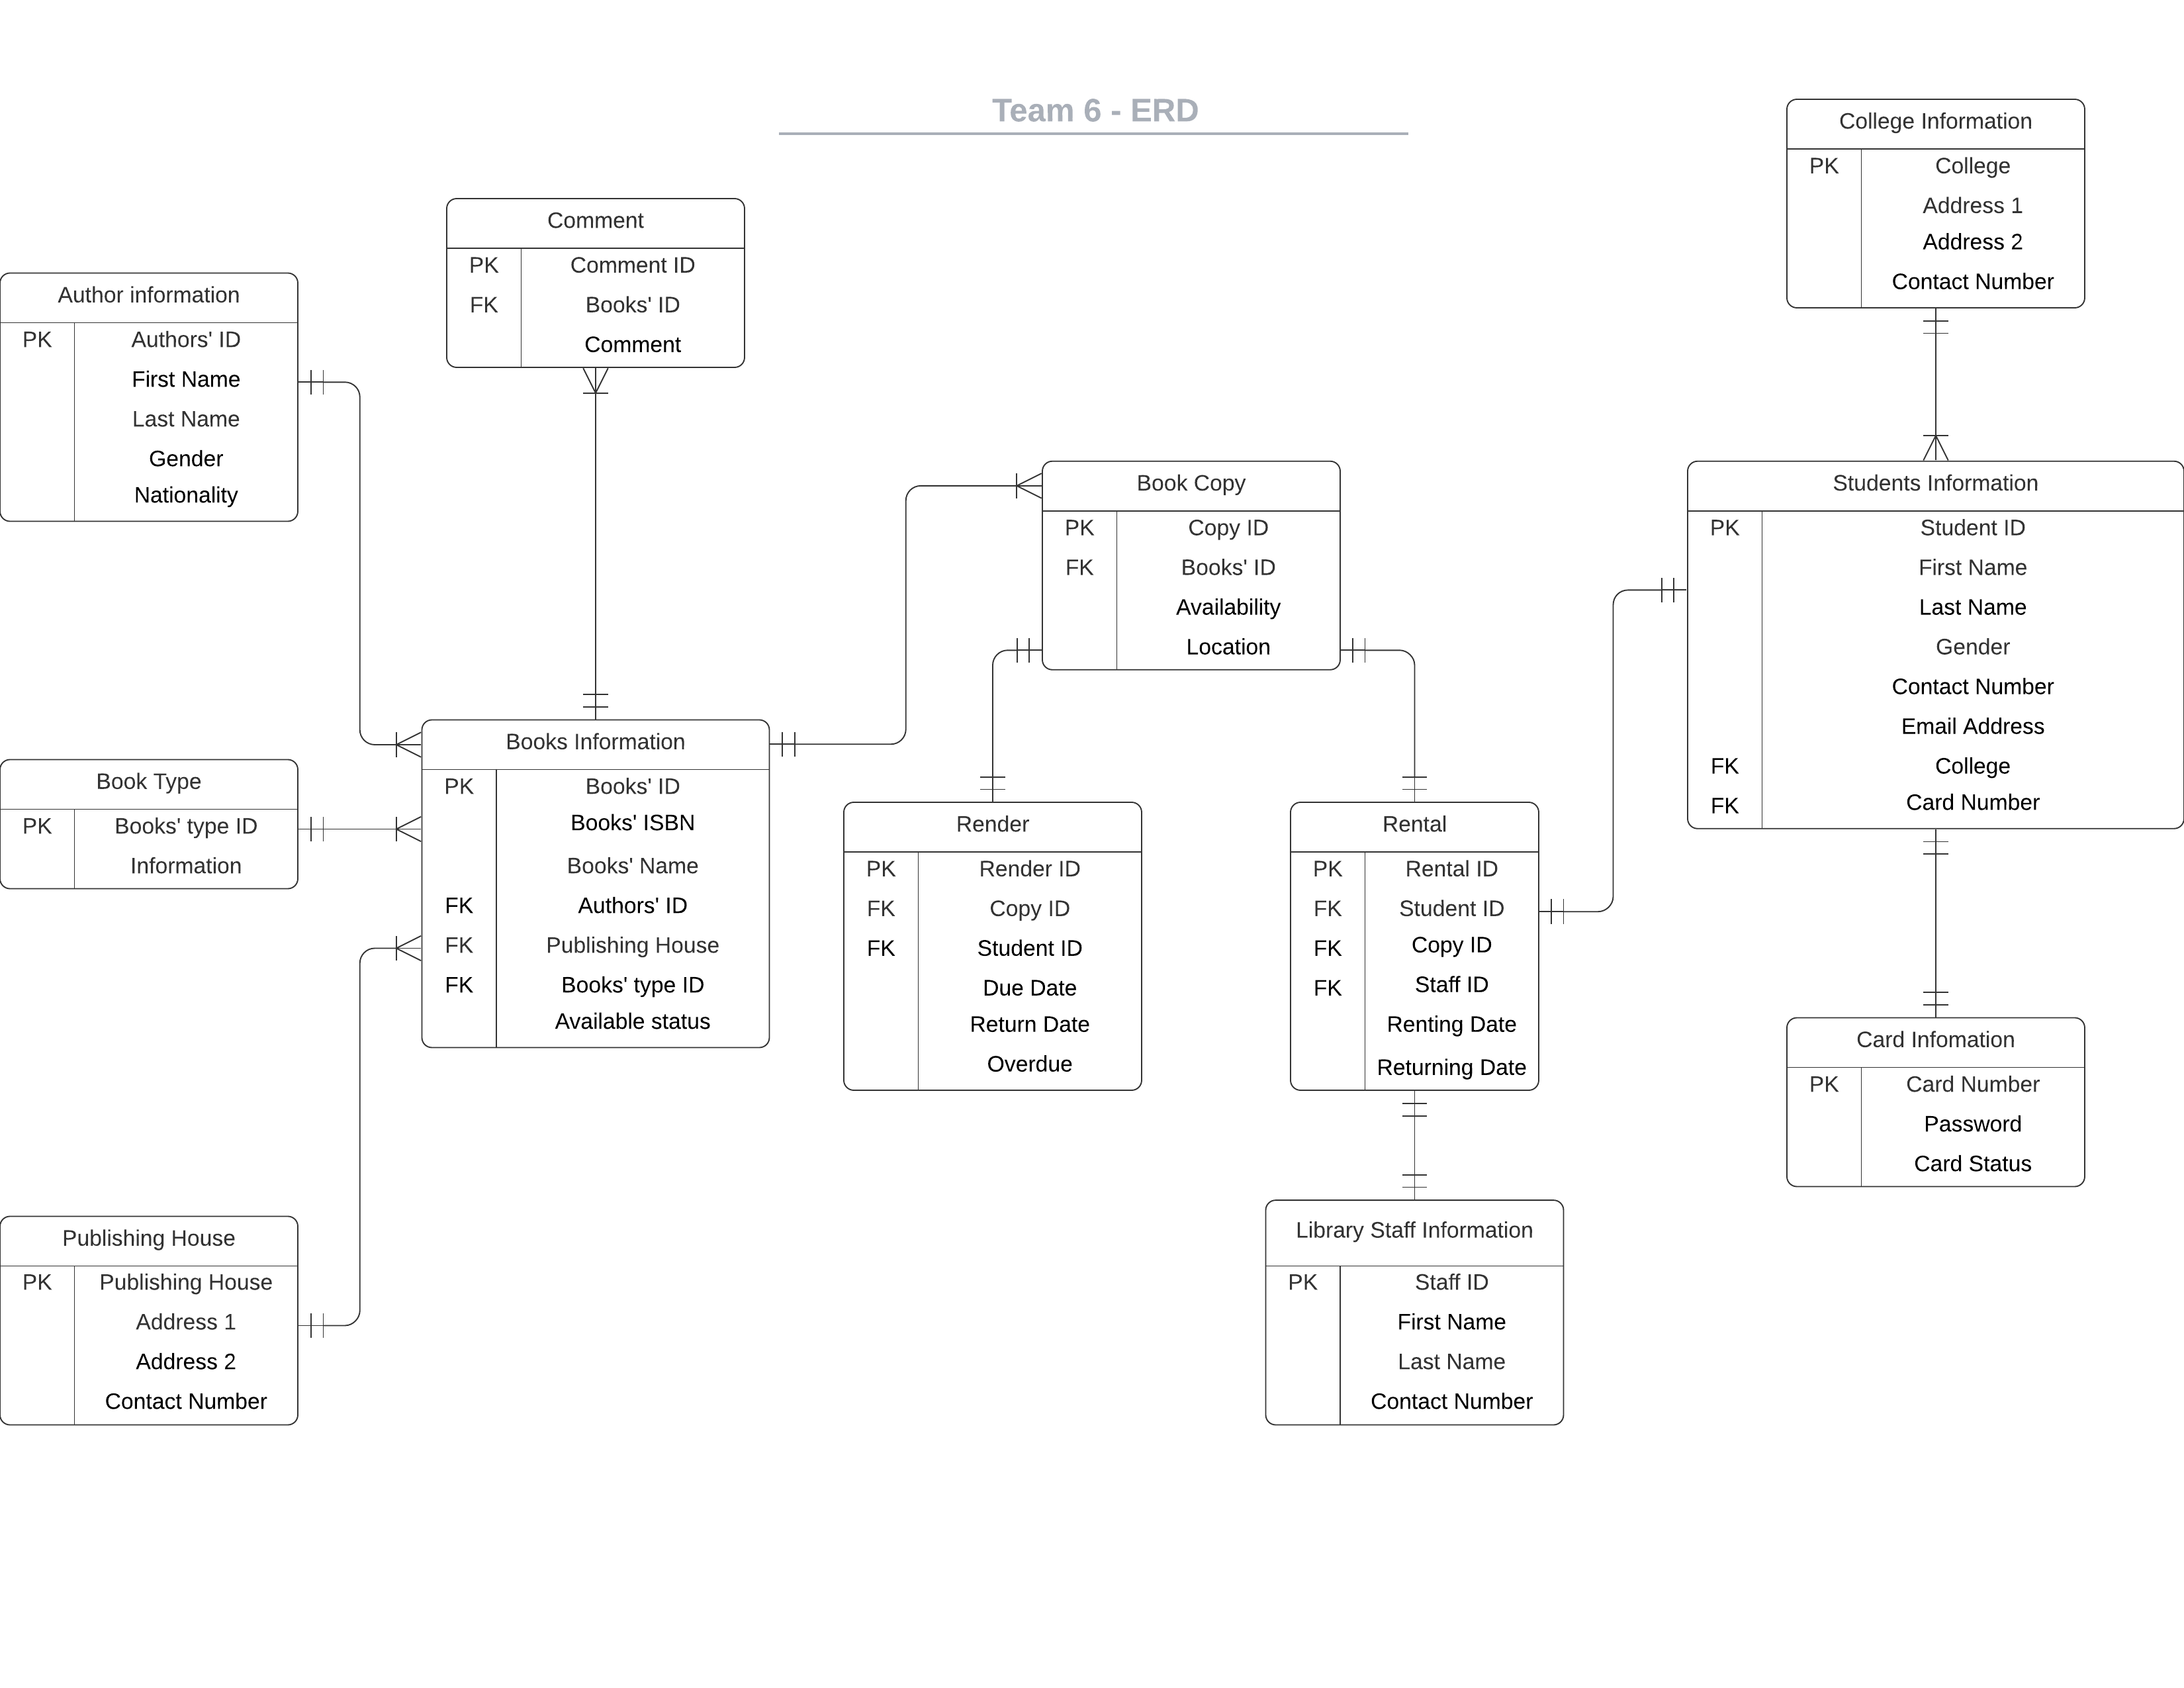 Team 6 - ERD
College Information
PK College
Address 1
Address 2
Contact Number
Comment
PK Comment ID
FK Books' ID
Comment
Author information
PK Authors' ID
First Name
Last Name
Gender
Nationality
Book Copy
PK Copy ID
FK Books' ID
Availability
Location
Students Information
PK Student ID
First Name
Last Name
Gender
Contact Number
Email Address
FK College
FK Card Number
Books Information
PK Books' ID
Books' ISBN
Books' Name
FK Authors' ID
FK Publishing House
FK Books' type ID
Available status
Book Type
PK Books' type ID
Information
Render
PK Render ID
FK Copy ID
FK Student ID
Due Date
Return Date
Overdue
Rental
PK Rental ID
FK Student ID
FK Copy ID
FK Staff ID
Renting Date
Returning Date
Card Infomation
PK Card Number
Password
Card Status
Publishing House
PK Publishing House
Address 1
Address 2
Contact Number
Library Staff Information
PK Staff ID
First Name
Last Name
Contact Number